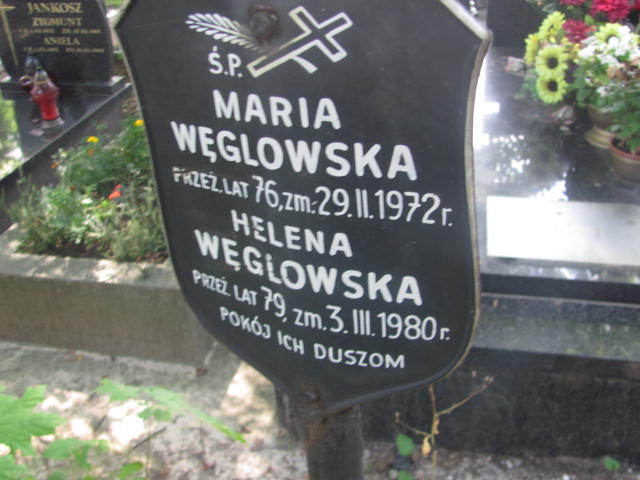 JANKOSZ
ZYGMUNT
ANIELA
Ś.P.
MARIA
WĘGLOWSKA
PRZEŻ. LAT 76, zm. 29.II.1972 r.
HELENA
WĘGLOWSKA
PRZEŻ. LAT 79, zm. 3.III.1980 r.
POKÓJ ICH DUSZOM